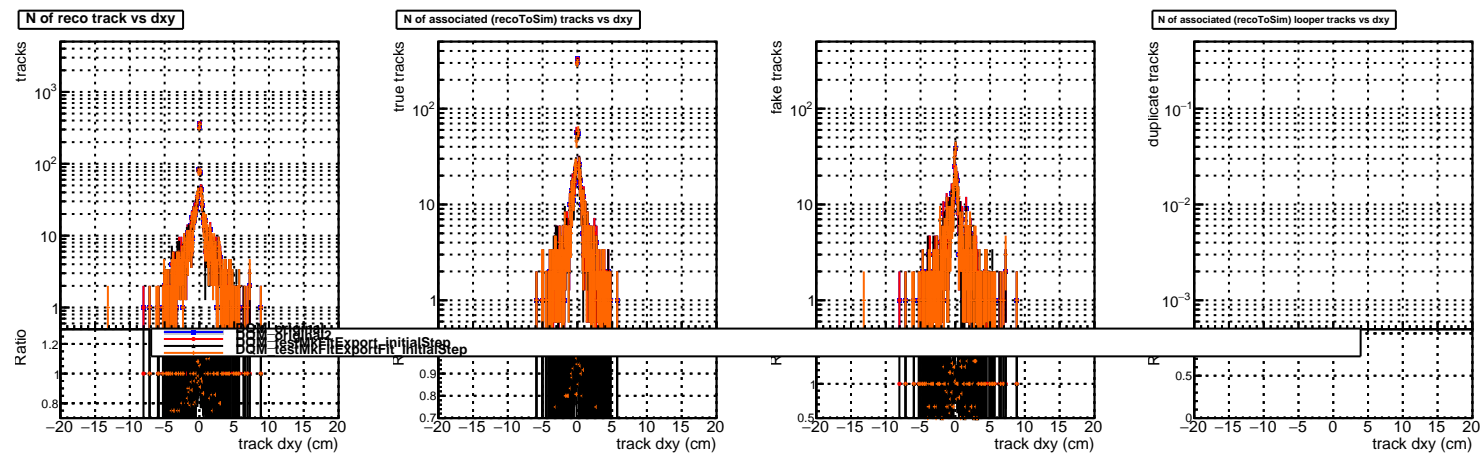 N of reco track vs dxy
N of associated (recoToSim) tracks vs dxy
N of associated (recoToSim) looper tracks vs dxy
tracks
10³
10²
10
1
Ratio
1.2
1
0.8
−20 −15 −10 −5 0 5 10 15 20
track dxy (cm)
true tracks
10²
10
1
0.9
0.8
0.7
−20 −15 −10 −5 0 5 10 15 20
track dxy (cm)
fake tracks
10²
10
1
1
0.5
−20 −15 −10 −5 0 5 10 15 20
track dxy (cm)
duplicate tracks
10⁻¹
10⁻²
10⁻³
0.5
0
−20 −15 −10 −5 0 5 10 15 20
track dxy (cm)
DQM_testMkFitExport_initialStep
DQM_testMkFitExportFit_initialStep